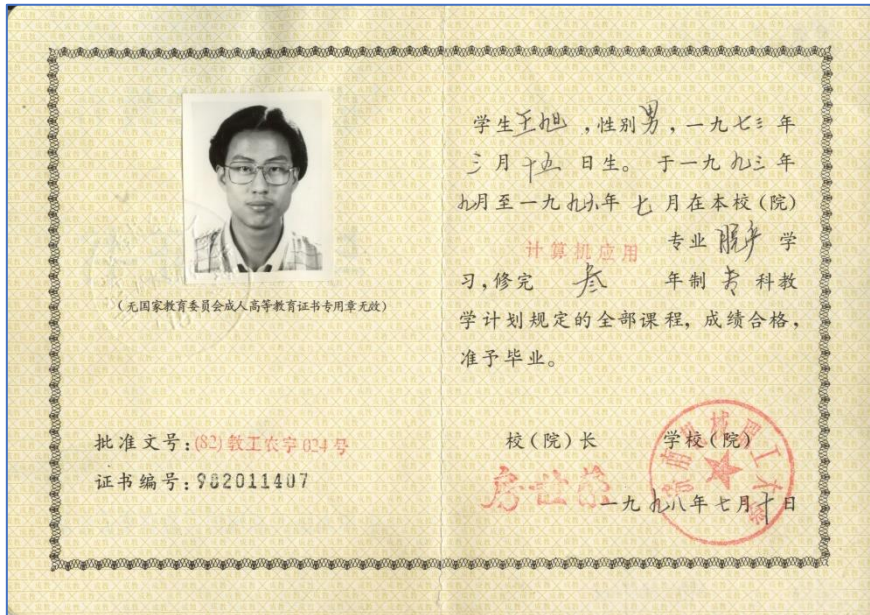 (无国家教育委员会成人高等教育证书专用章无效)
批准文号:(82)教工农字024号
证书编号:982011407
学生王旭,性别男,一九七三年
三月十五日生。于一九九三年
九月至一九九六年七月在本校(院)
计算机应用专业脱产学
习,修完叁年制专科教
学计划规定的全部课程,成绩合格,
准予毕业。
校(院)长 学校(院)
一九九八年七月十日